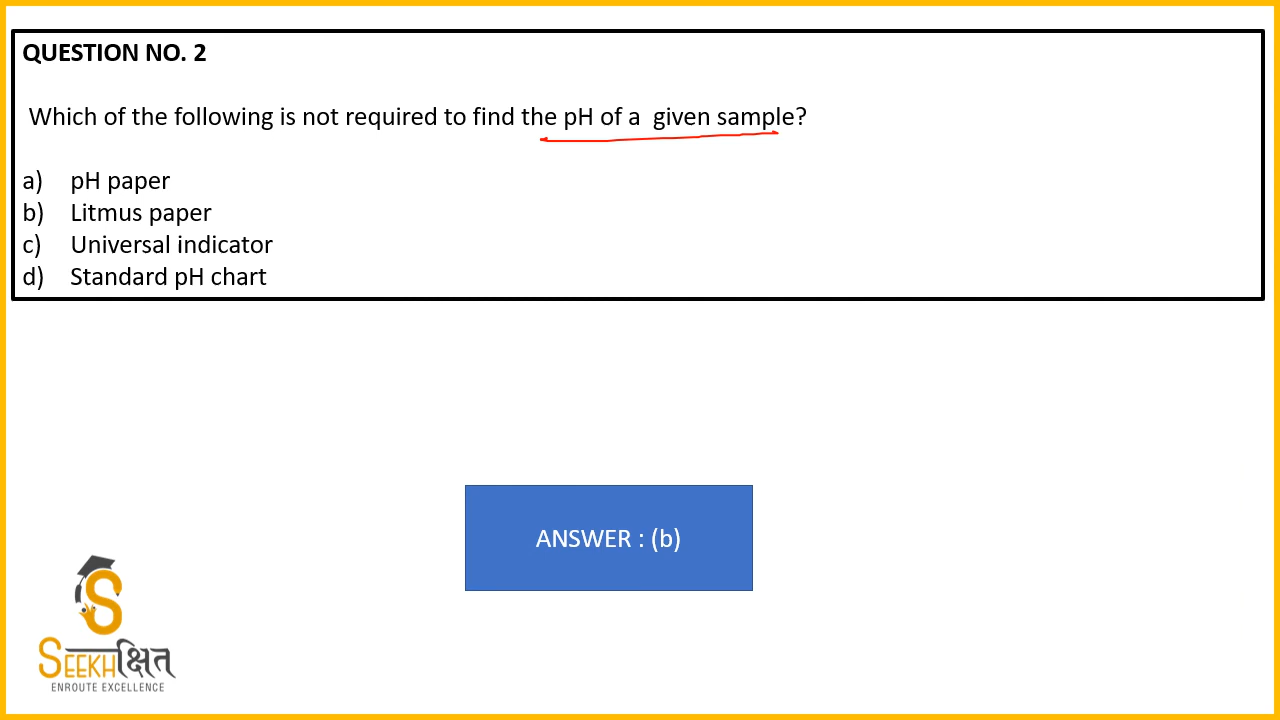 QUESTION NO. 2
Which of the following is not required to find the pH of a given sample?
a) pH paper
b) Litmus paper
c) Universal indicator
d) Standard pH chart
ANSWER : (b)
S
SEEKHक्षित
ENROUTE EXCELLENCE